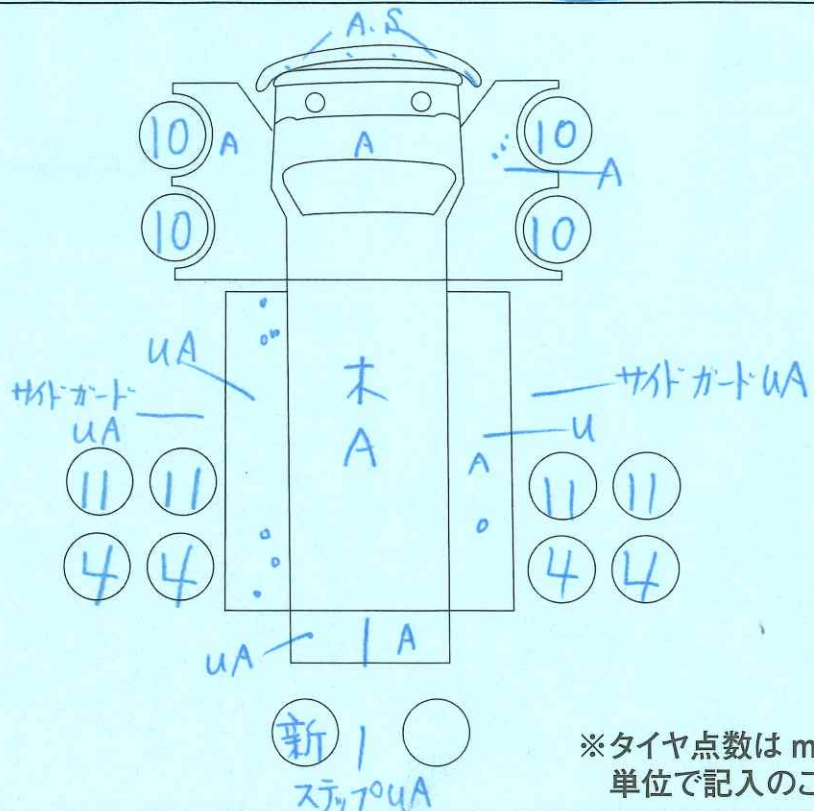 A.S
10 A A 10
A
10 10
UA
木
サイドガード
UA
サイドガード UA
A
U
A
11 11 11 11
4 4 4 4
UA A
新 1
ステップUA
※タイヤ点数は m
単位で記入のこ